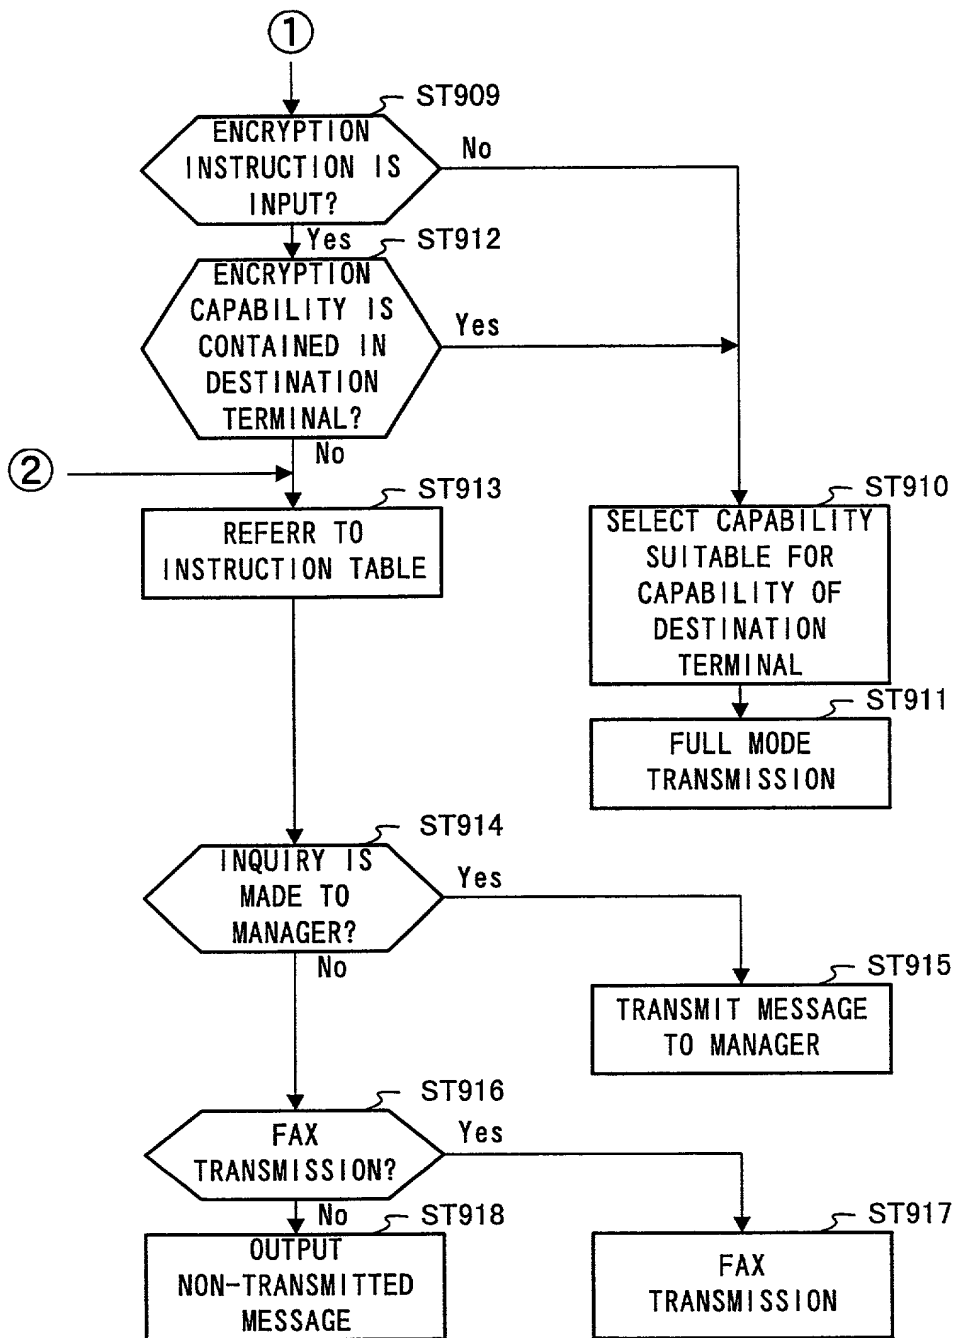 ①
ST909
ENCRYPTION
INSTRUCTION IS
INPUT?
No
Yes
ST912
ENCRYPTION
CAPABILITY IS
CONTAINED IN
DESTINATION
TERMINAL?
Yes
No
②
ST913
REFERR TO
INSTRUCTION TABLE
ST910
SELECT CAPABILITY
SUITABLE FOR
CAPABILITY OF
DESTINATION
TERMINAL
ST911
FULL MODE
TRANSMISSION
ST914
INQUIRY IS
MADE TO
MANAGER?
Yes
No
ST915
TRANSMIT MESSAGE
TO MANAGER
ST916
FAX
TRANSMISSION?
Yes
No
ST918
OUTPUT
NON-TRANSMITTED
MESSAGE
ST917
FAX
TRANSMISSION